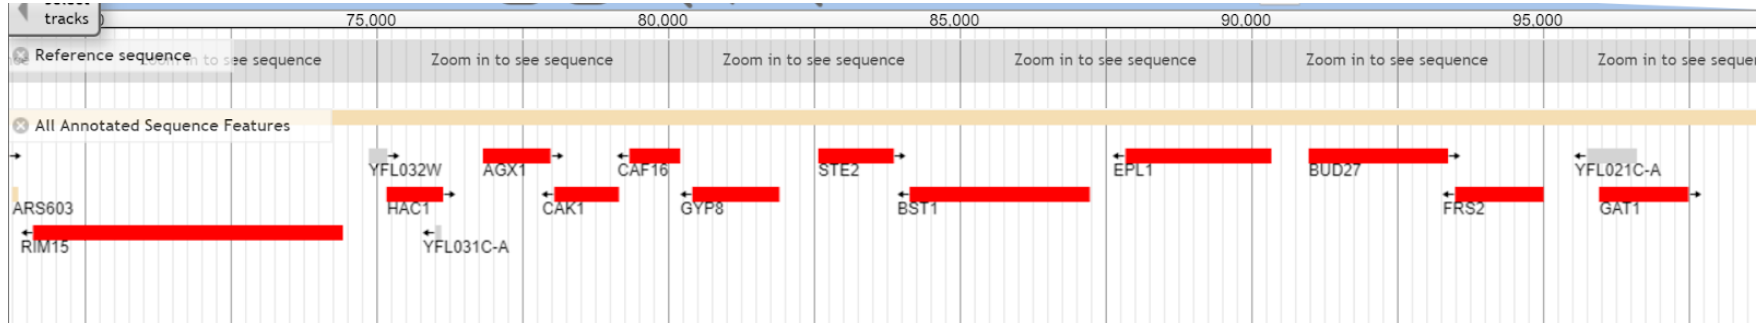 select
tracks
75,000 80,000 85,000 90,000 95,000
Reference sequence
to see sequence Zoom in to see sequence Zoom in to see sequence Zoom in to see sequence Zoom in to see sequence Zoom in to see
All Annotated Sequence Features
YFL032W AGX1 CAF16 STE2 EPL1 BUD27 YFL021C-A
ARS603 HAC1 CAK1 GYP8 BST1 FRS2 GAT1
RIM15 YFL031C-A